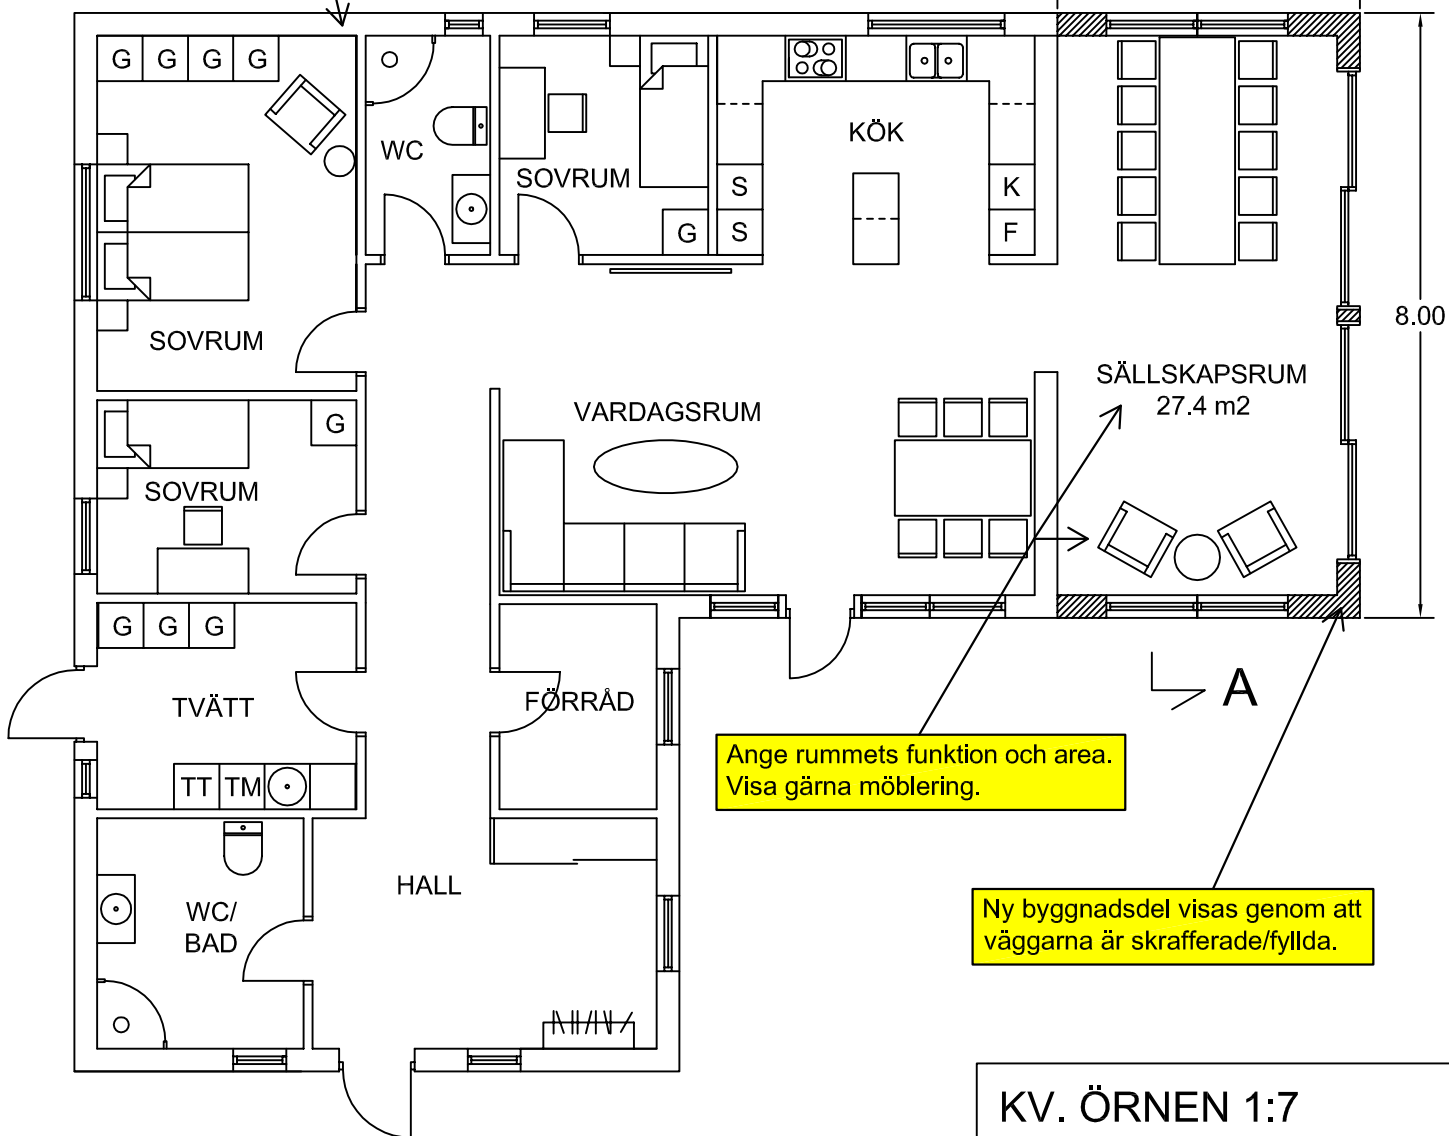 G G G G
WC
SOVRUM
KÖK
S
S
K
F
G
SOVRUM
8.00
SÄLLSKAPSRUM
27.4 m2
VARDAGSRUM
G
SOVRUM
G G G
TVÄTT
FÖRRÅD
A
TT TM
Ange rummets funktion och area.
Visa gärna möblering.
HALL
WC/
BAD
Ny byggnadsdel visas genom att
väggarna är skrafferade/fyllda.
KV. ÖRNEN 1:7